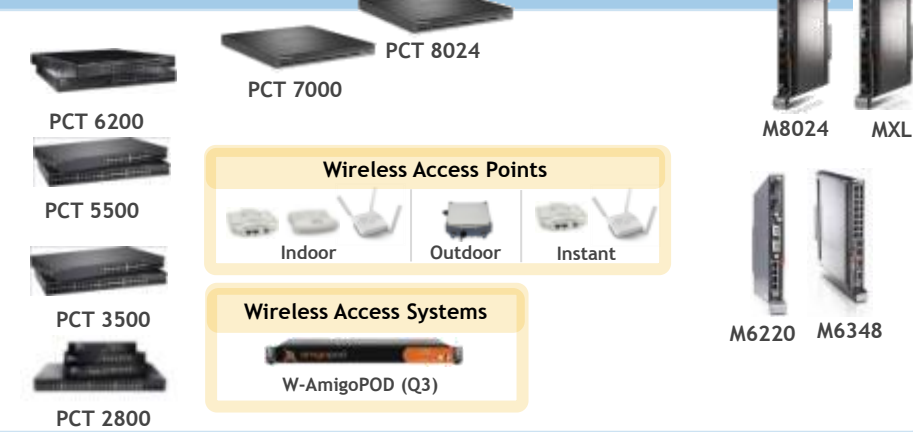 PCT 8024
PCT 7000
PCT 6200
M8024
MXL
PCT 5500
Wireless Access Points
Indoor
Outdoor
Instant
PCT 3500
Wireless Access Systems
W-AmigoPOD (Q3)
M6220
M6348
PCT 2800